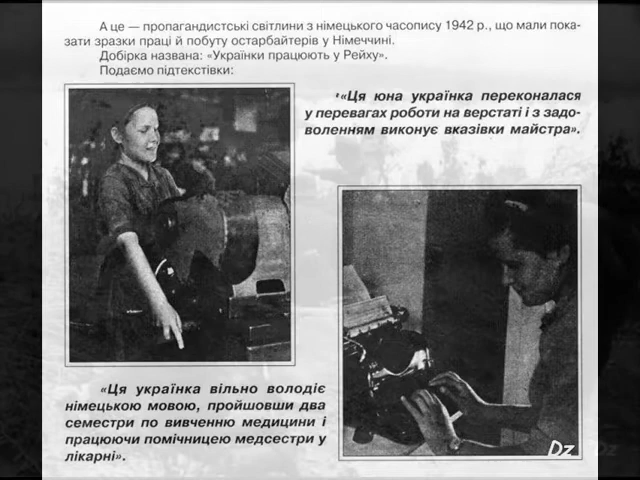 А це — пропагандистські світлини з німецького часопису 1942 р., що мали пока-
зати зразки праці й побуту остарбайтерів у Німеччині.
Добірка названа: «Українки працюють у Рейху».
Подаємо підтекстівки:
«Ця юна українка переконалася
у перевагах роботи на верстаті і з задо-
воленням виконує вказівки майстра».
«Ця українка вільно володіє
німецькою мовою, пройшовши два
семестри по вивченню медицини і
працюючи помічницею медсестри у
лікарні».
Dz
Dz